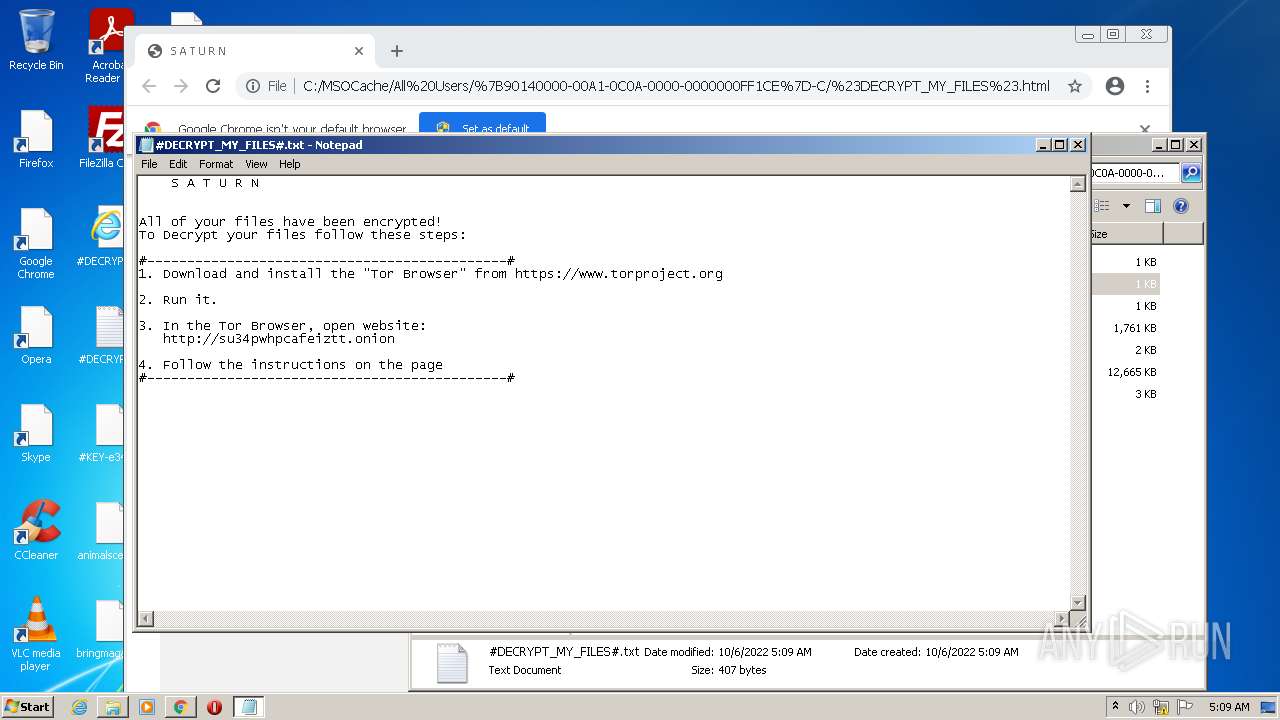 Recycle Bin
Acroba
Reader
Firefox
FileZilla C
Google
Chrome
#DECRYP
Opera
#DECRYP
Skype
#KEY-e34
CCleaner
animalsce
VLC media
player
bringmag
S A T U R N
File
C:/MSOCache/All%20Users/%7B90140000-00A1-0C0A-0000-0000000FF1CE%7D-C/%23DECRYPT_MY_FILES%23.html
Google Chrome isn't your default browser
Set as default
#DECRYPT_MY_FILES#.txt - Notepad
File Edit Format View Help
S A T U R N
All of your files have been encrypted!
To Decrypt your files follow these steps:
#---------------------------------------------#
1. Download and install the "Tor Browser" from https://www.torproject.org
2. Run it.
3. In the Tor Browser, open website:
http://su34pwhpcafeiztt.onion
4. Follow the instructions on the page
#---------------------------------------------#
0C0A-0000-0...
Size
1 KB
1 KB
1 KB
1,761 KB
2 KB
12,665 KB
3 KB
#DECRYPT_MY_FILES#.txt Date modified: 10/6/2022 5:09 AM Date created: 10/6/2022 5:09 AM
Text Document Size: 407 bytes
ANY RUN
Start
5:09 AM